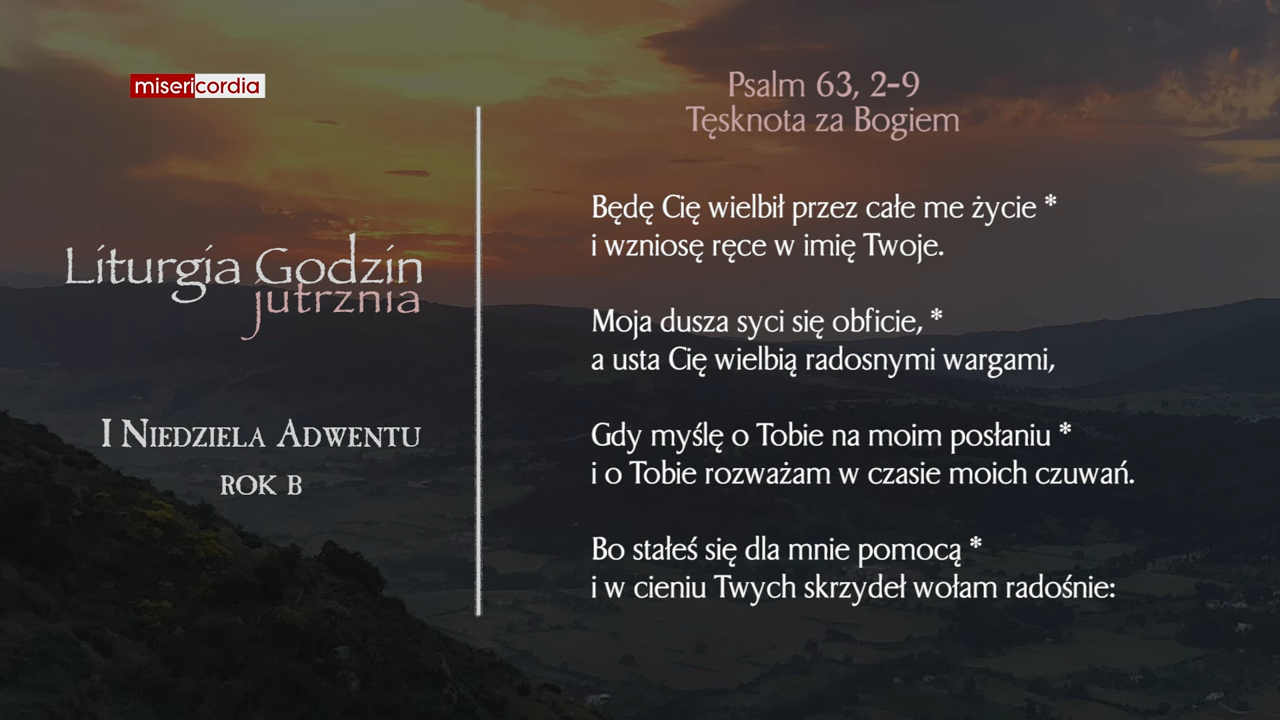 misericordia
Liturgia Godzin
jutrznia
I Niedziela Adwentu
rok B
Psalm 63, 2-9
Tęsknota za Bogiem
Będę Cię wielbił przez całe me życie *
i wzniosę ręce w imię Twoje.
Moja dusza syci się obficie, *
a usta Cię wielbią radosnymi wargami,
Gdy myślę o Tobie na moim posłaniu *
i o Tobie rozważam w czasie moich czuwań.
Bo stałeś się dla mnie pomocą *
i w cieniu Twych skrzydeł wołam radośnie: